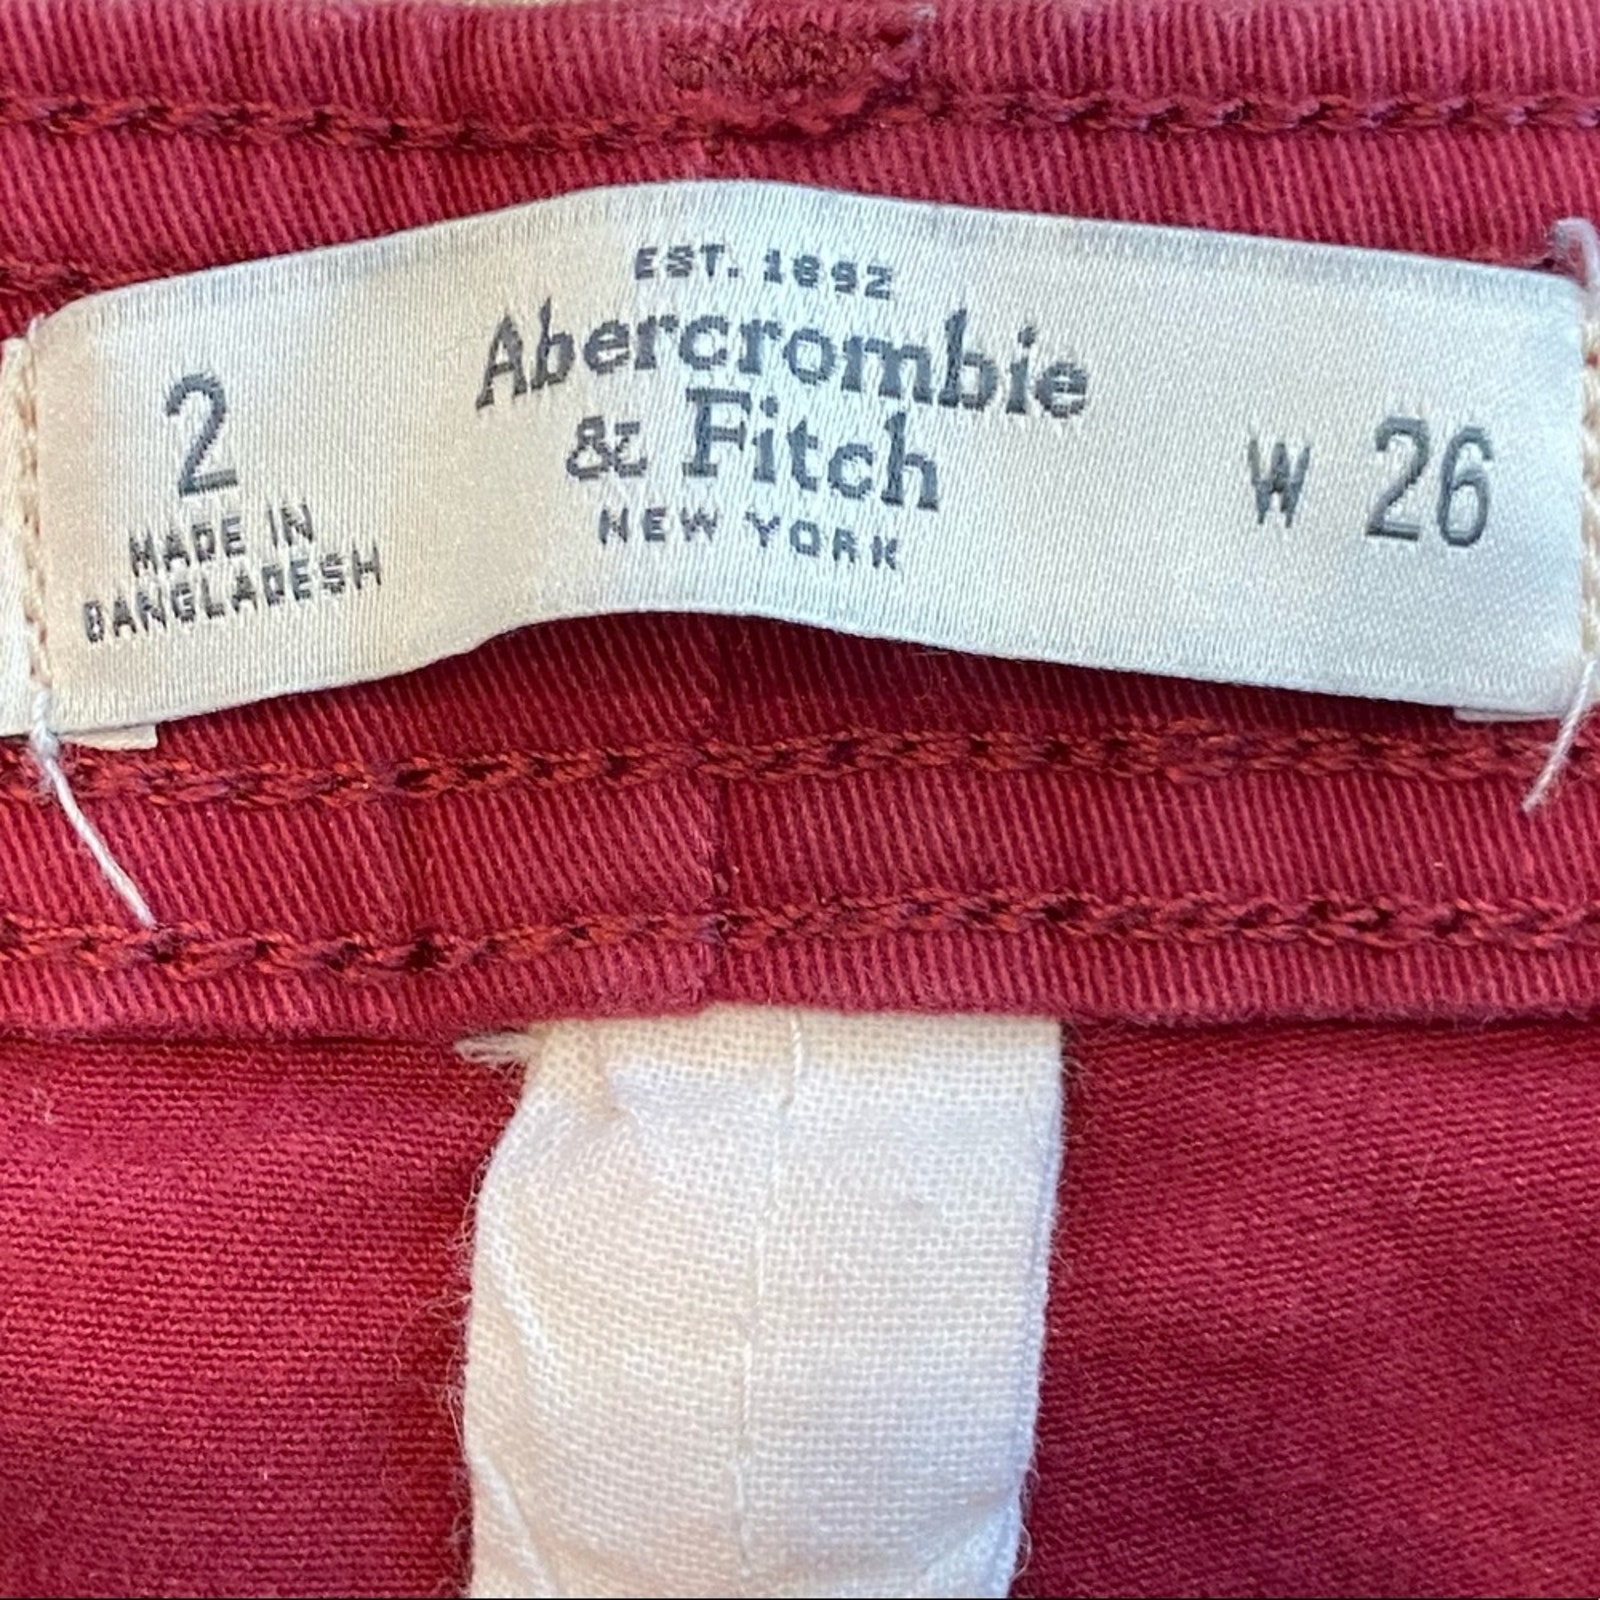 EST. 1892
Abercrombie
& Fitch
NEW YORK
2
MADE IN
BANGLADESH
W 26